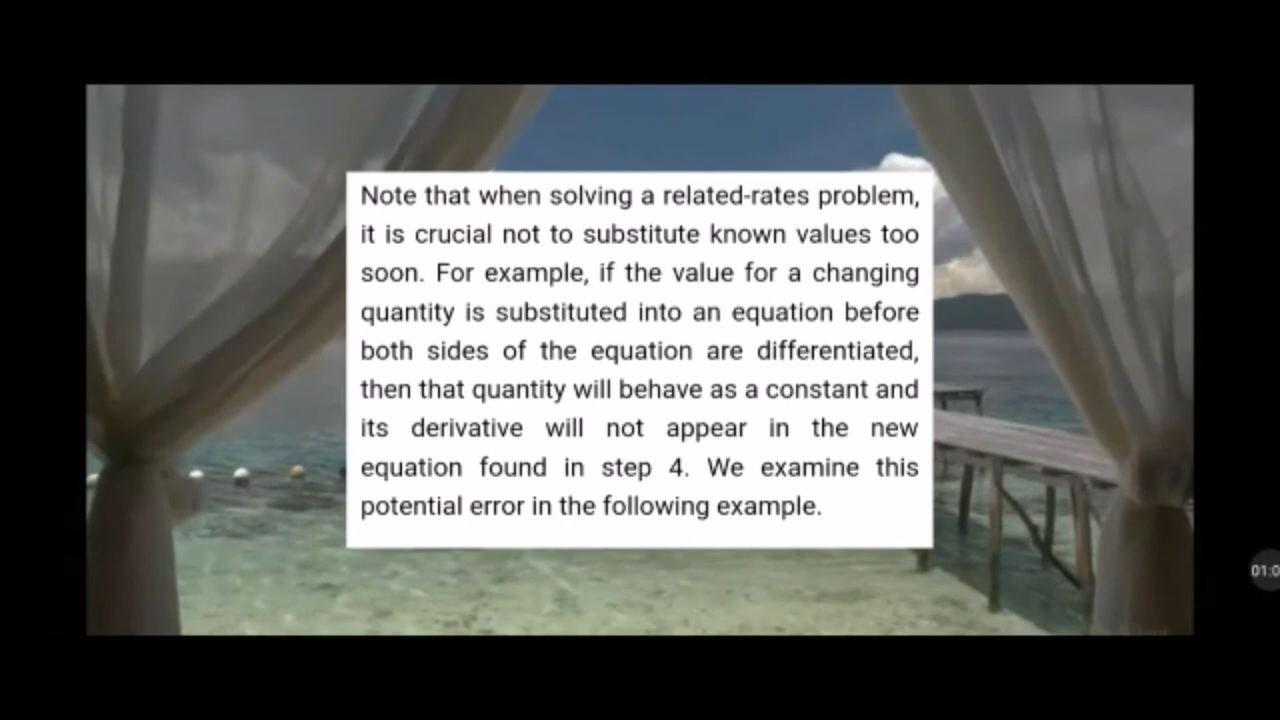 Note that when solving a related-rates problem,
it is crucial not to substitute known values too
soon. For example, if the value for a changing
quantity is substituted into an equation before
both sides of the equation are differentiated,
then that quantity will behave as a constant and
its derivative will not appear in the new
equation found in step 4. We examine this
potential error in the following example.